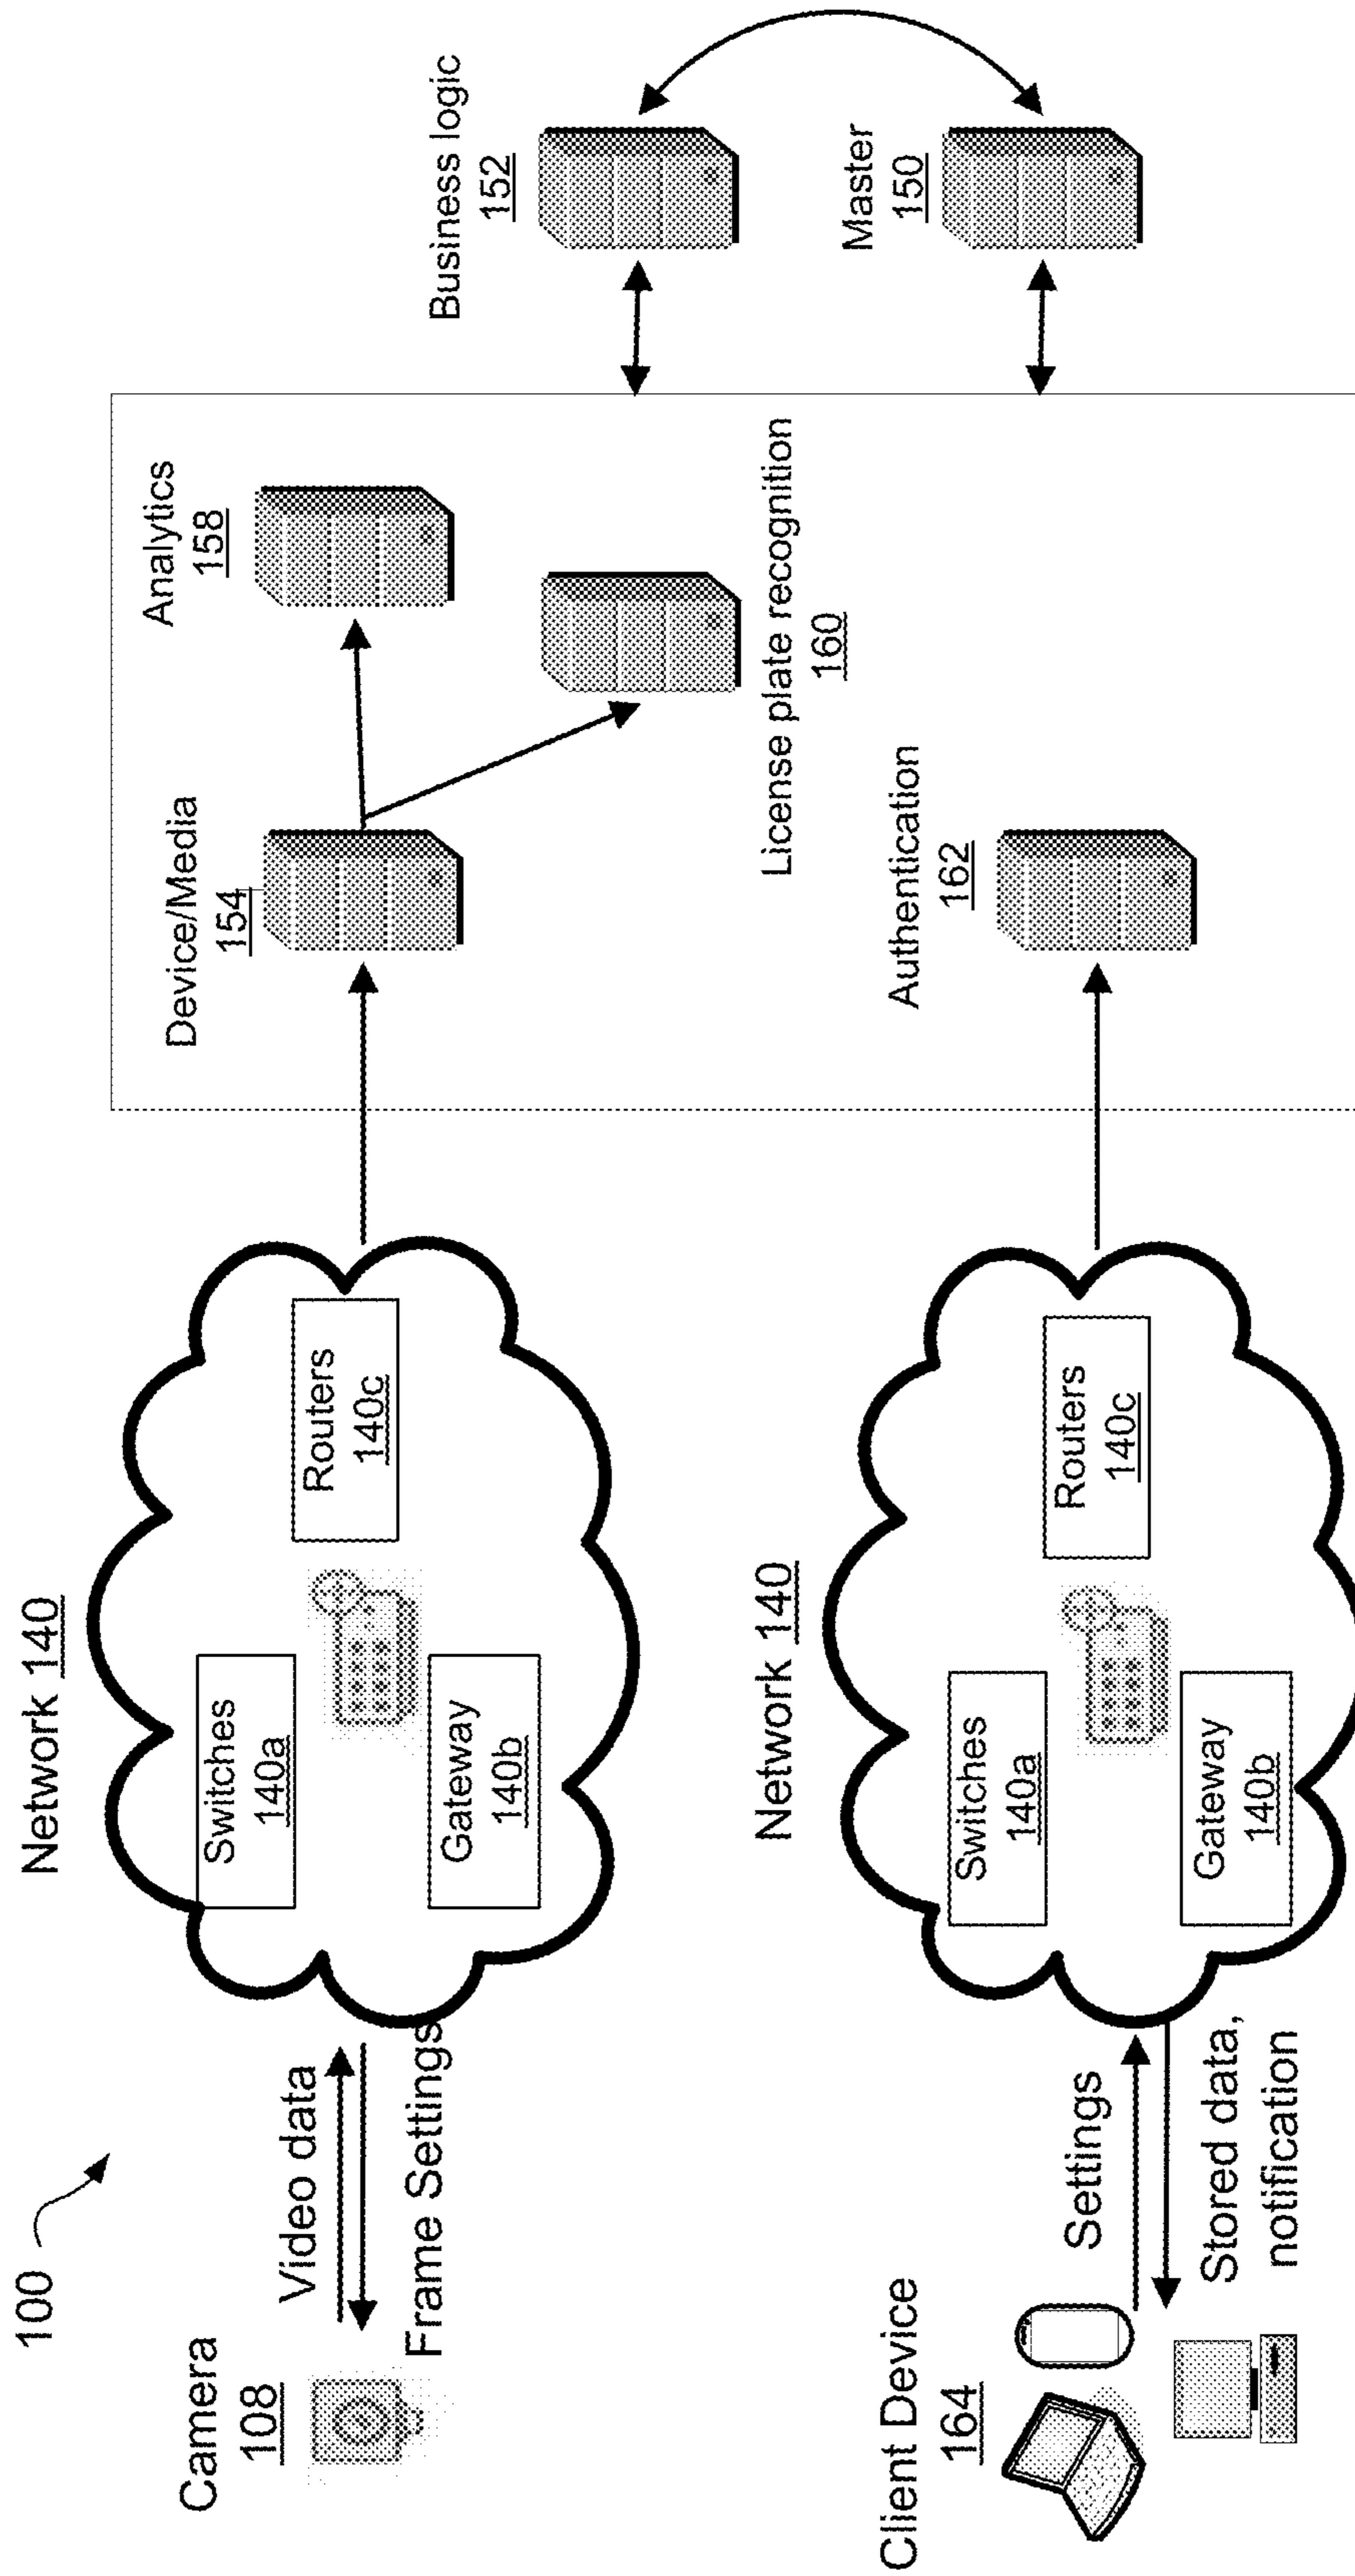 100
Camera
108
Video data
Frame Settings
Network 140
Switches
140a
Gateway
140b
Routers
140c
Device/Media
154
Analytics
158
License plate recognition
160
Business logic
152
Client Device
164
Settings
Stored data,
notification
Network 140
Switches
140a
Gateway
140b
Routers
140c
Authentication
162
Master
150